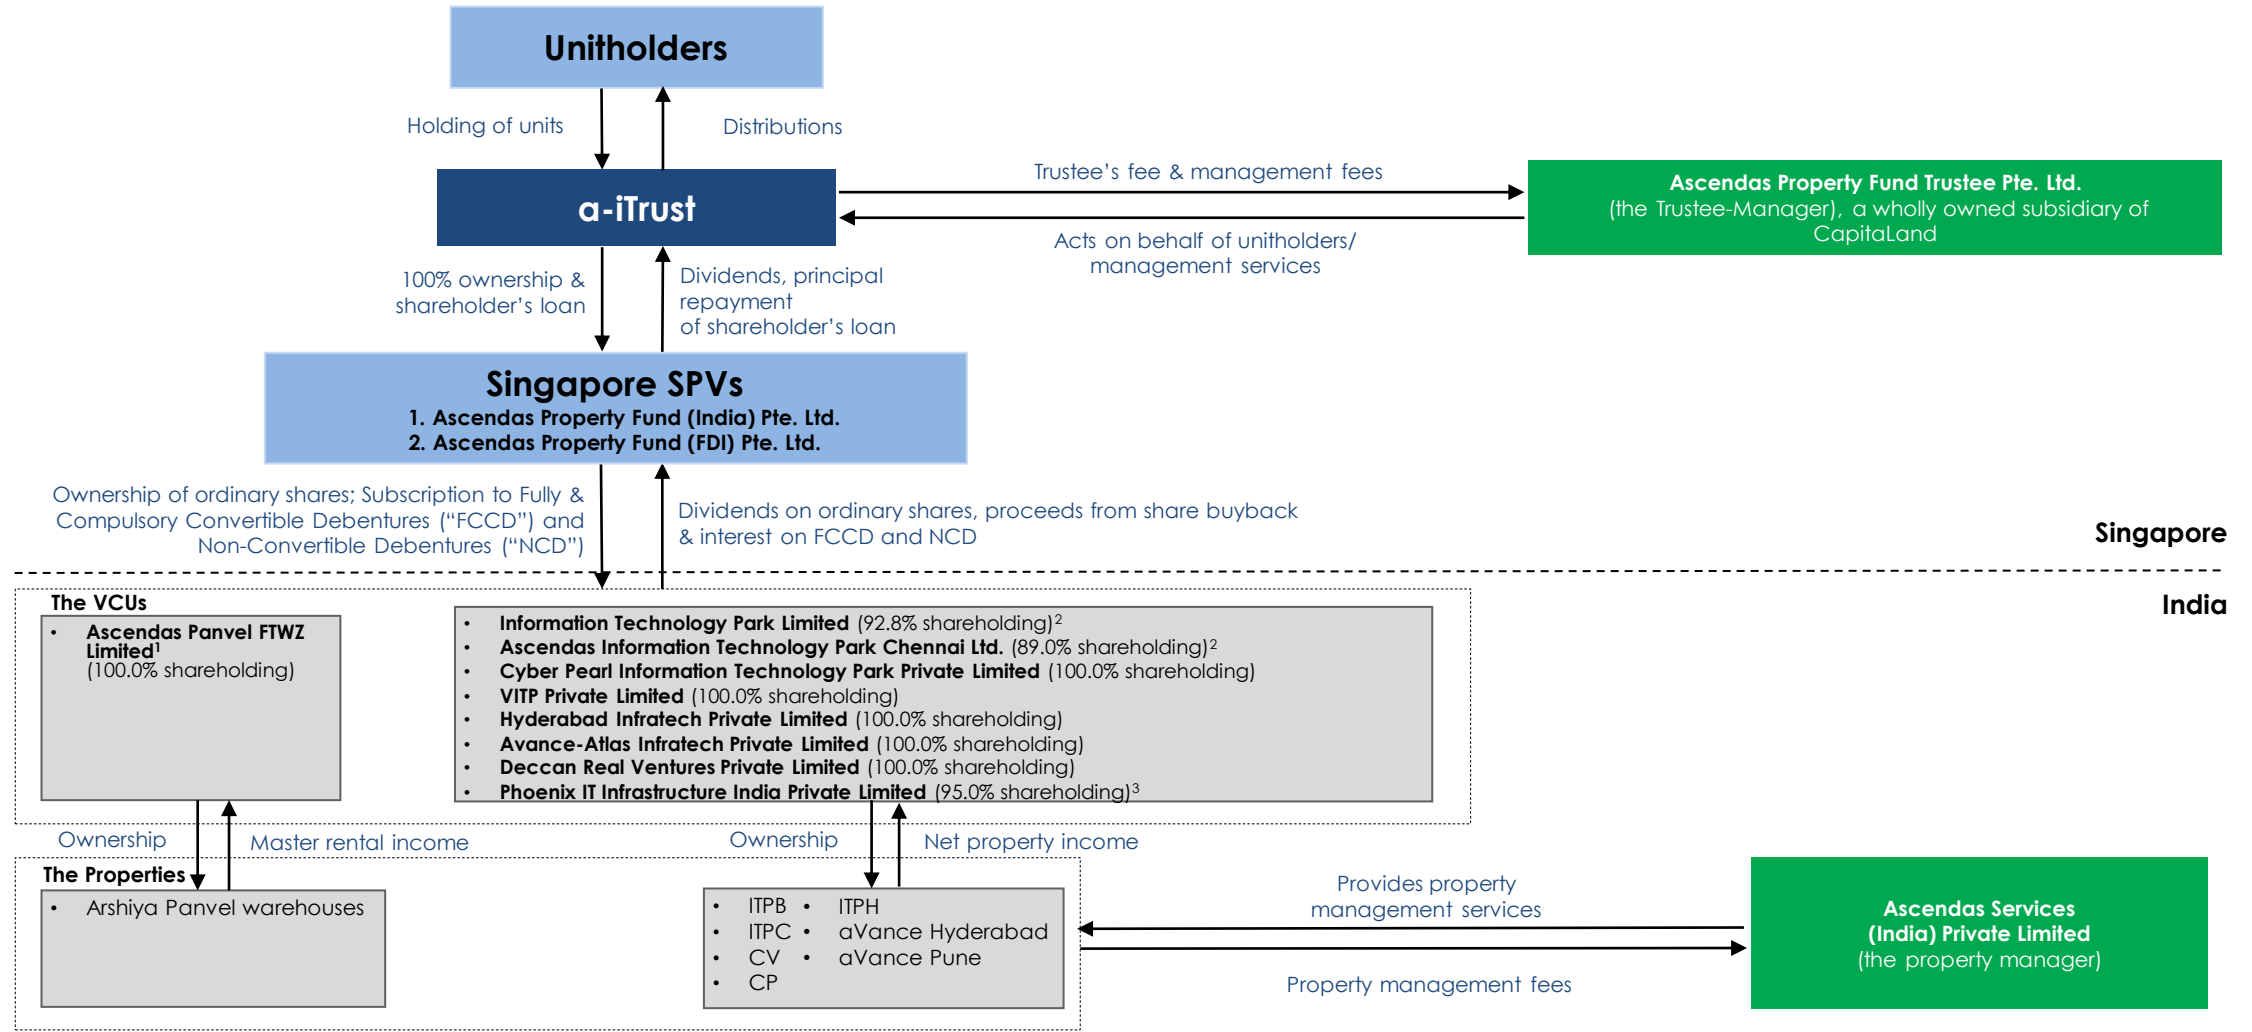 Unitholders
Holding of units
Distributions
a-iTrust
Trustee's fee & management fees
Acts on behalf of unitholders/
management services
Ascendas Property Fund Trustee Pte. Ltd.
(the Trustee-Manager), a wholly owned subsidiary of
CapitaLand
100% ownership &
shareholder's loan
Dividends, principal
repayment
of shareholder's loan
Singapore SPVs
1. Ascendas Property Fund (India) Pte. Ltd.
2. Ascendas Property Fund (FDI) Pte. Ltd.
Ownership of ordinary shares; Subscription to Fully &
Compulsory Convertible Debentures ("FCCD") and
Non-Convertible Debentures ("NCD")
Dividends on ordinary shares, proceeds from share buyback
& interest on FCCD and NCD
Singapore
India
The VCUs
• Ascendas Panvel FTWZ
Limited¹
(100.0% shareholding)
• Information Technology Park Limited (92.8% shareholding)²
• Ascendas Information Technology Park Chennai Ltd. (89.0% shareholding)²
• Cyber Pearl Information Technology Park Private Limited (100.0% shareholding)
• VITP Private Limited (100.0% shareholding)
• Hyderabad Infratech Private Limited (100.0% shareholding)
• Avance-Atlas Infratech Private Limited (100.0% shareholding)
• Deccan Real Ventures Private Limited (100.0% shareholding)
• Phoenix IT Infrastructure India Private Limited (95.0% shareholding)³
Ownership
Master rental income
Ownership
Net property income
The Properties
• Arshiya Panvel warehouses
• ITPB
• ITPC
• CV
• CP
• ITPH
• aVance Hyderabad
• aVance Pune
Provides property
management services
Property management fees
Ascendas Services
(India) Private Limited
(the property manager)